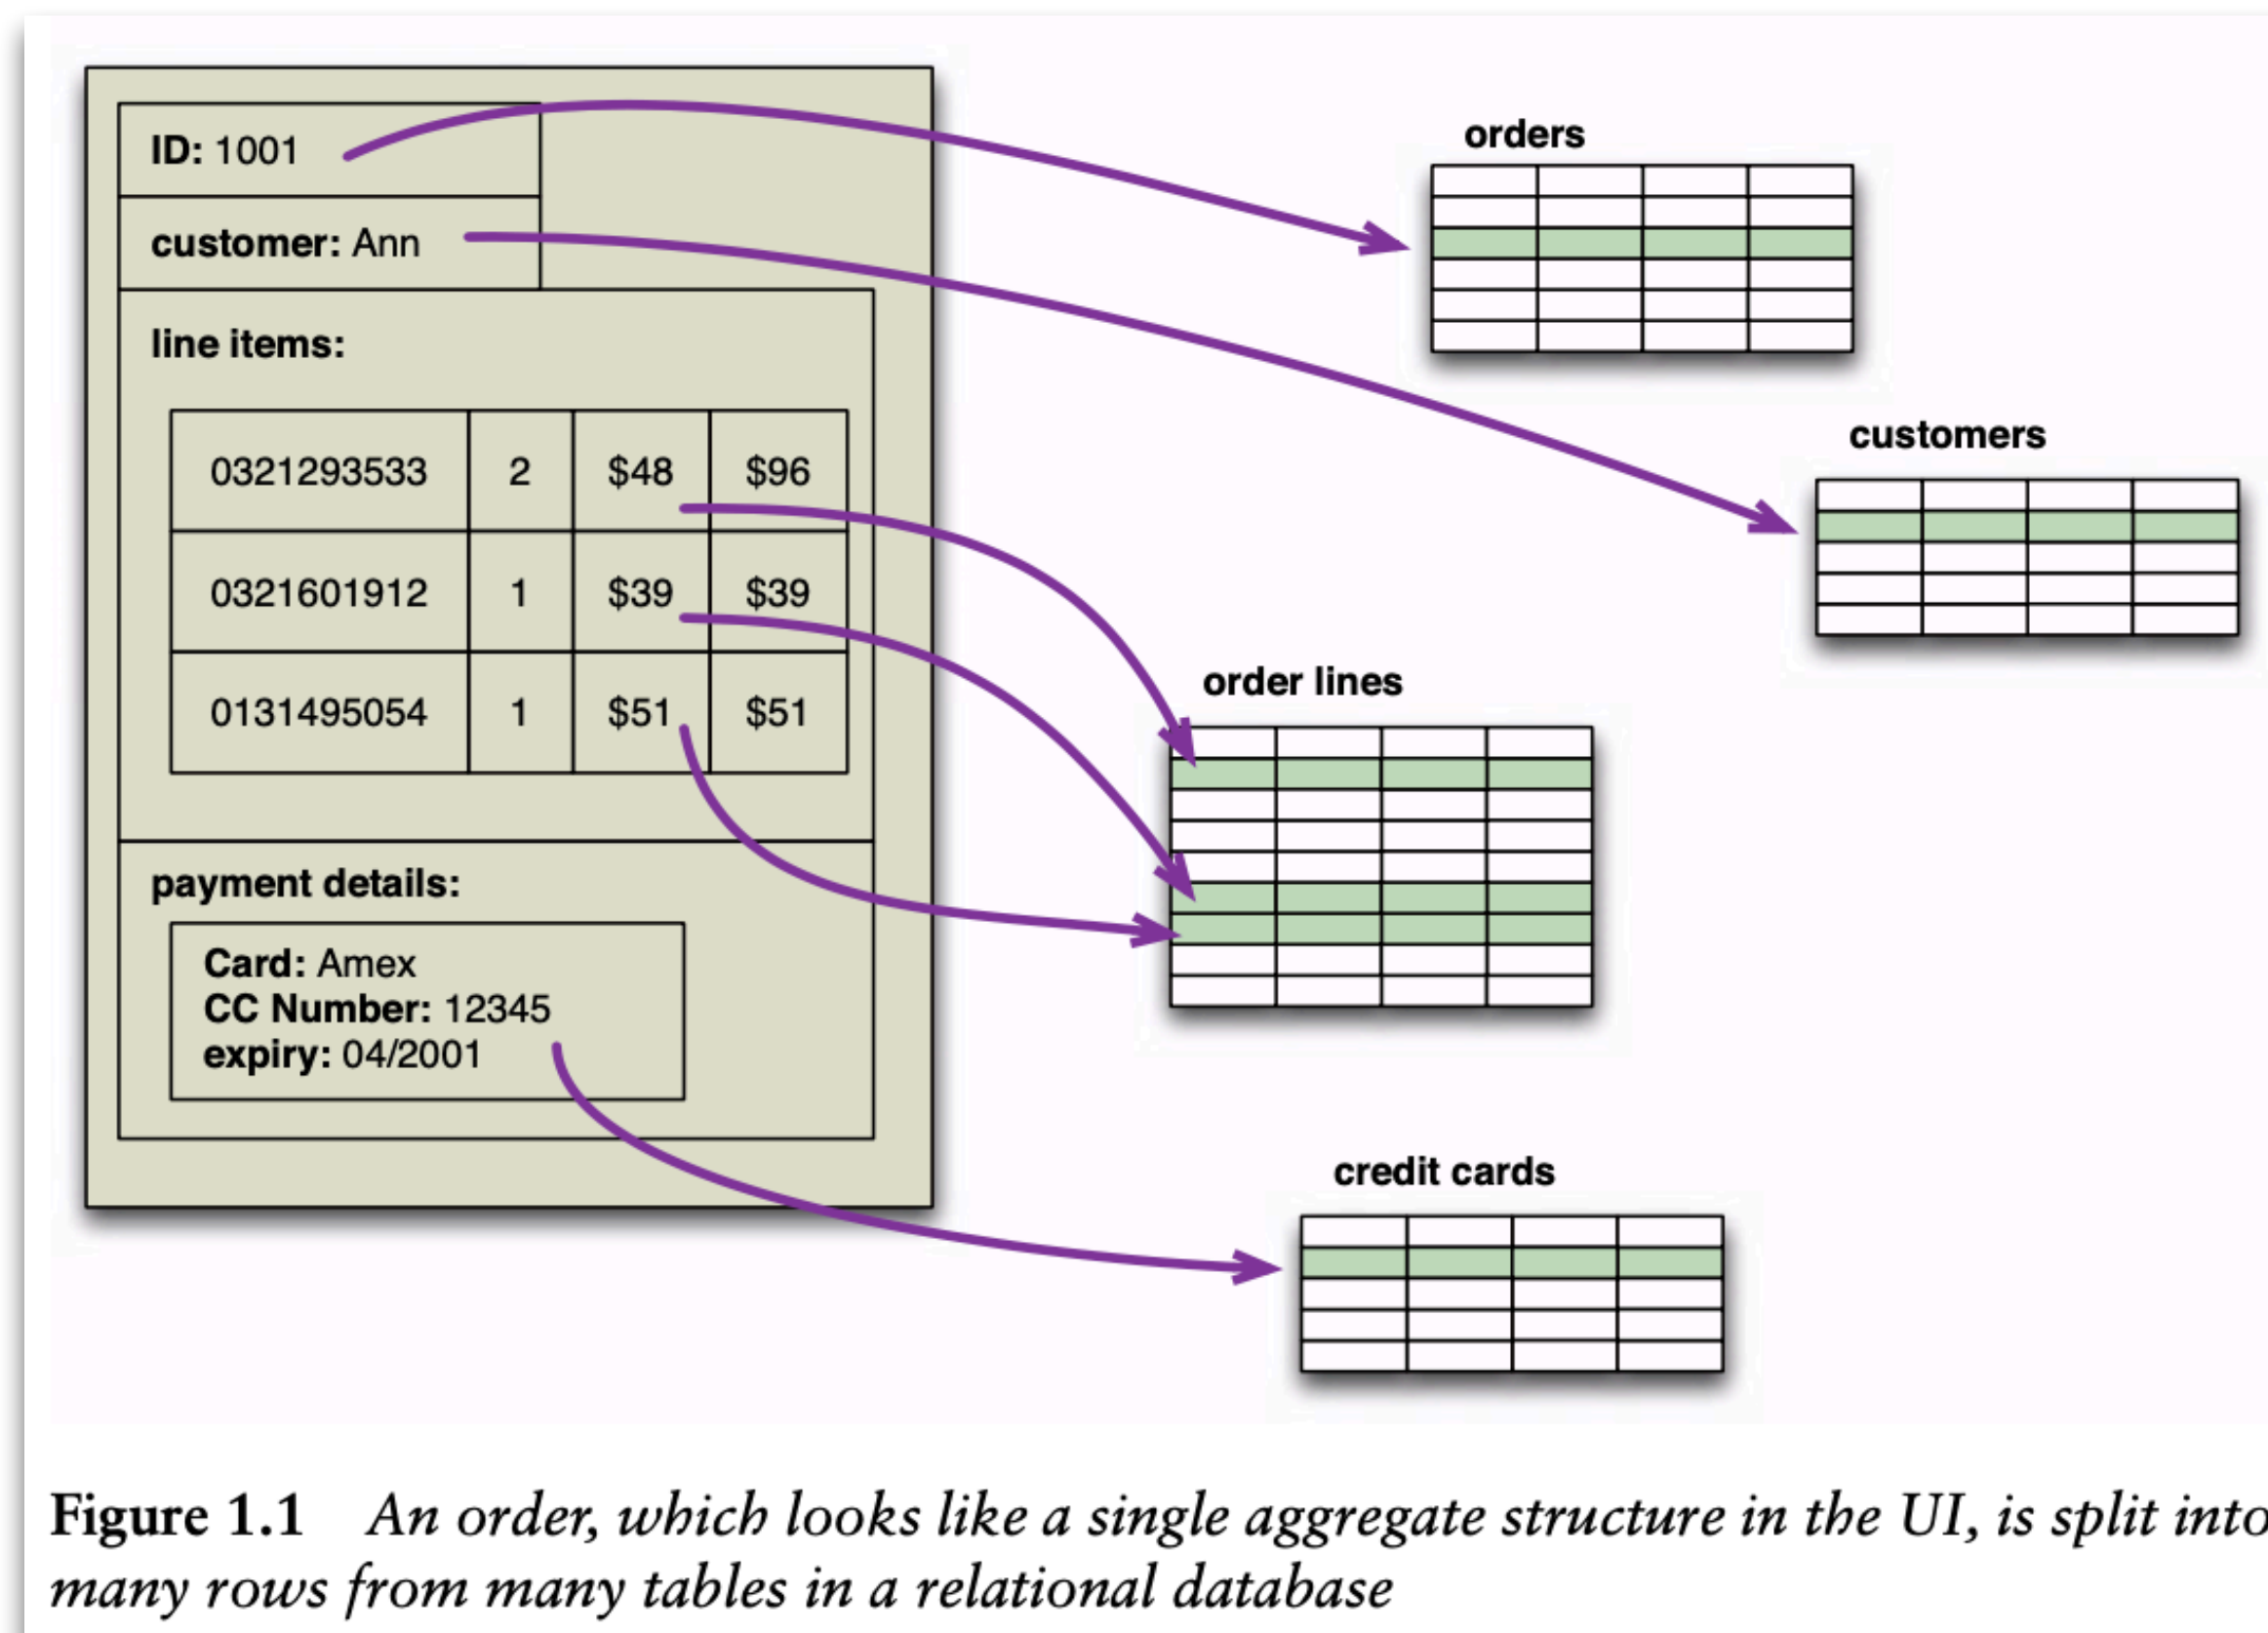 ID: 1001
customer: Ann
line items:
0321293533 2 $48 $96
0321601912 1 $39 $39
0131495054 1 $51 $51
payment details:
Card: Amex
CC Number: 12345
expiry: 04/2001
orders
customers
order lines
credit cards
Figure 1.1 An order, which looks like a single aggregate structure in the UI, is split into
many rows from many tables in a relational database